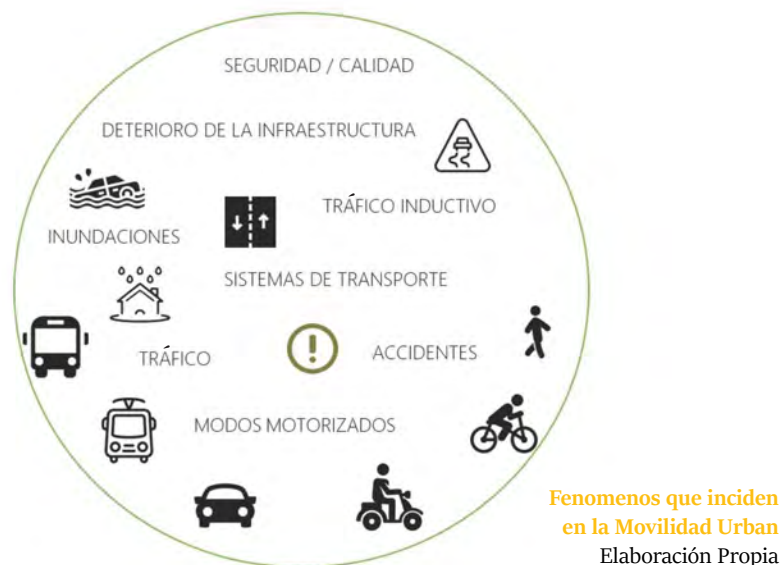 SEGURIDAD / CALIDAD
DETERIORO DE LA INFRAESTRUCTURA
TRÁFICO INDUCTIVO
INUNDACIONES
SISTEMAS DE TRANSPORTE
TRÁFICO
ACCIDENTES
MODOS MOTORIZADOS
Fenomenos que inciden
en la Movilidad Urban
Elaboración Propia